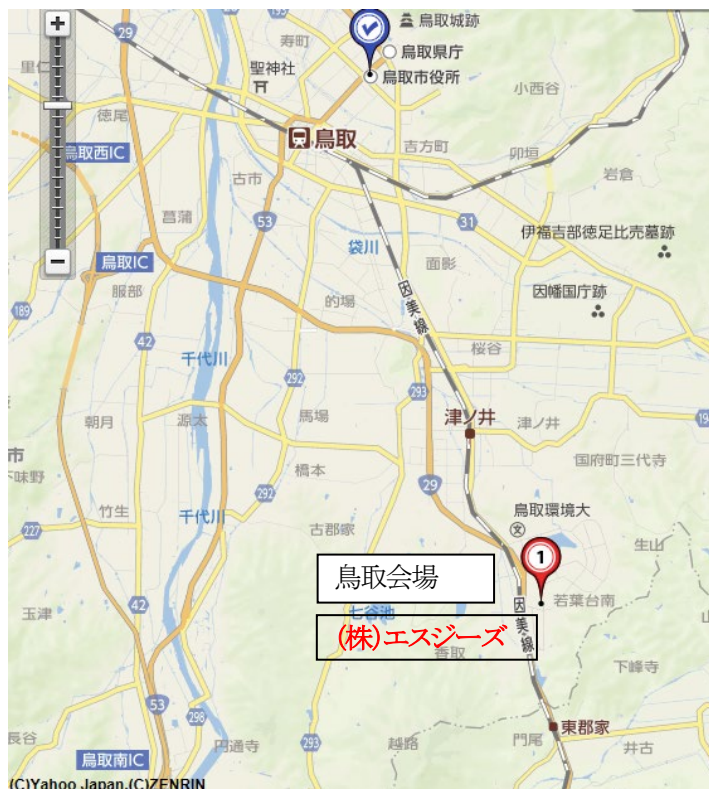 +
29
寿町
鳥取城跡
鳥取県庁
里仁
聖神社
鳥取市役所
小西谷
徳尾
鳥取
吉方町
卯垣
鳥取西IC
岩倉
古市
菖蒲
53
31
伊福吉部徳足比売墓跡
袋川
面影
鳥取IC
−
服部
的場
因美線
因幡国庁跡
189
42
桜谷
千代川
292
293
朝月
源太
馬場
津ノ井
津ノ井
194
市
下味野
橋本
国府町三代寺
29
292
竹生
千代川
鳥取環境大
227
古郡家
生山
1
鳥取会場
若葉台南
玉津
42
七谷池
因美線
(株)エスジーズ
香取
下峰寺
53
298
東郡家
長谷
円通寺
293
越路
門尾
井古
鳥取南IC
(C)Yahoo Japan,(C)ZENRIN